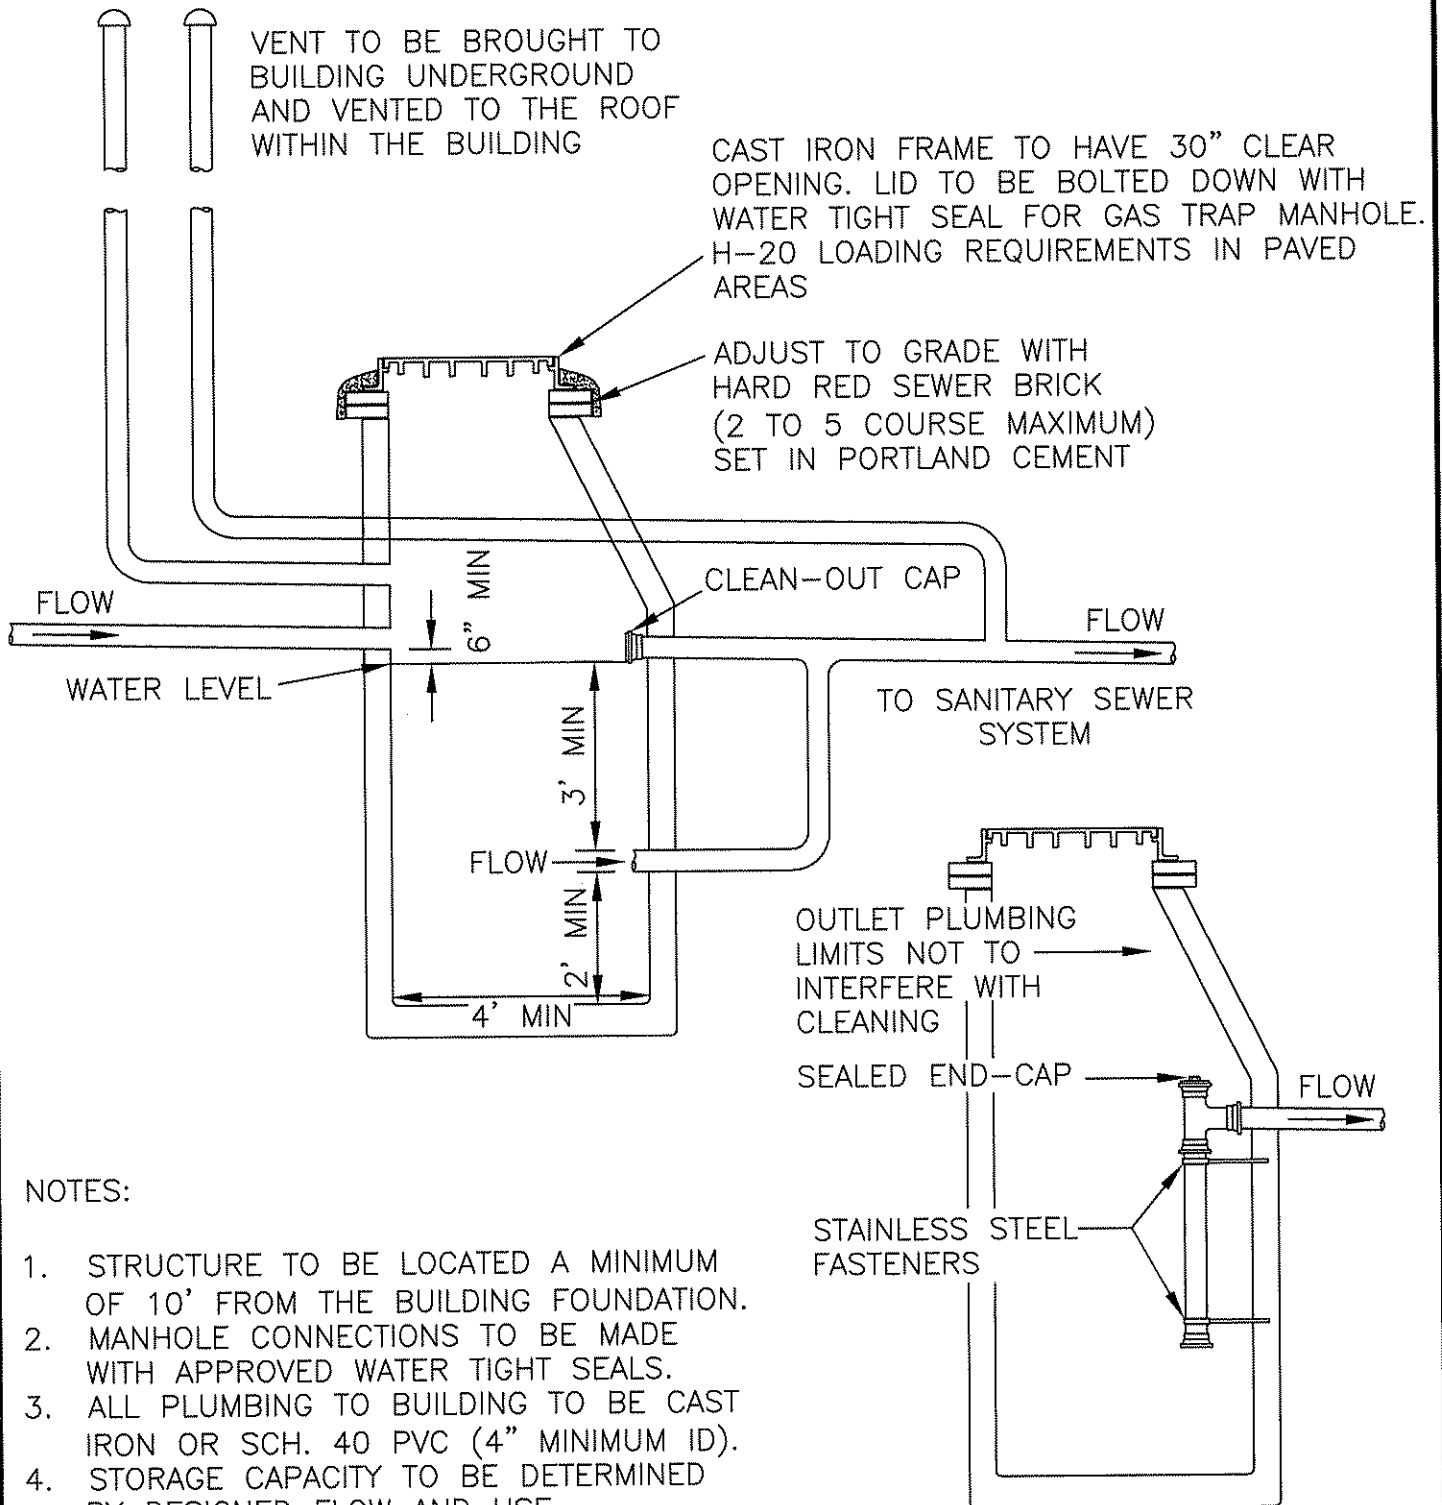 VENT TO BE BROUGHT TO
BUILDING UNDERGROUND
AND VENTED TO THE ROOF
WITHIN THE BUILDING
CAST IRON FRAME TO HAVE 30" CLEAR
OPENING. LID TO BE BOLTED DOWN WITH
WATER TIGHT SEAL FOR GAS TRAP MANHOLE.
H-20 LOADING REQUIREMENTS IN PAVED
AREAS
ADJUST TO GRADE WITH
HARD RED SEWER BRICK
(2 TO 5 COURSE MAXIMUM)
SET IN PORTLAND CEMENT
6" MIN
CLEAN-OUT CAP
FLOW
FLOW
WATER LEVEL
TO SANITARY SEWER
SYSTEM
3' MIN
FLOW
2' MIN
4' MIN
OUTLET PLUMBING
LIMITS NOT TO
INTERFERE WITH
CLEANING
SEALED END-CAP
FLOW
STAINLESS STEEL
FASTENERS
NOTES:
1. STRUCTURE TO BE LOCATED A MINIMUM
OF 10' FROM THE BUILDING FOUNDATION.
2. MANHOLE CONNECTIONS TO BE MADE
WITH APPROVED WATER TIGHT SEALS.
3. ALL PLUMBING TO BUILDING TO BE CAST
IRON OR SCH. 40 PVC (4" MINIMUM ID).
4. STORAGE CAPACITY TO BE DETERMINED
BY DESIGNED FLOW AND USE